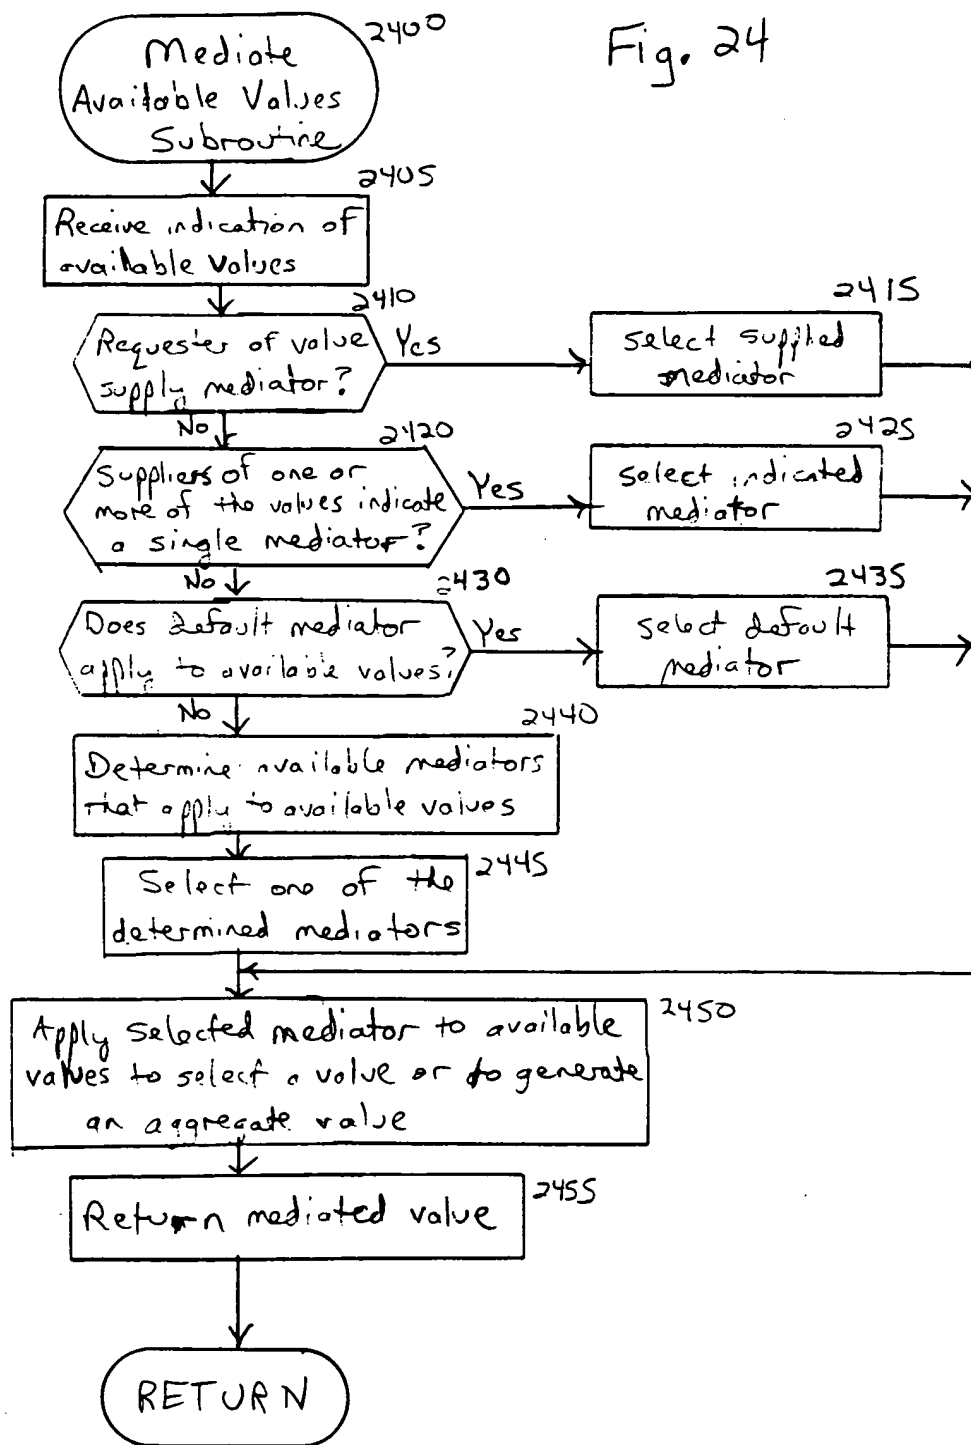 Fig. 24
2400
Mediate
Available Values
Subroutine
2405
Receive indication of
available values
2410
Requester of value
supply mediator?
Yes
2415
select supplied
mediator
No
2420
Suppliers of one or
more of the values indicate
a single mediator?
Yes
2425
select indicated
mediator
No
2430
Does default mediator
apply to available values?
Yes
2435
select default
mediator
No
2440
Determine available mediators
that apply to available values
2445
Select one of the
determined mediators
2450
Apply selected mediator to available
values to select a value or to generate
an aggregate value
2455
Return mediated value
RETURN